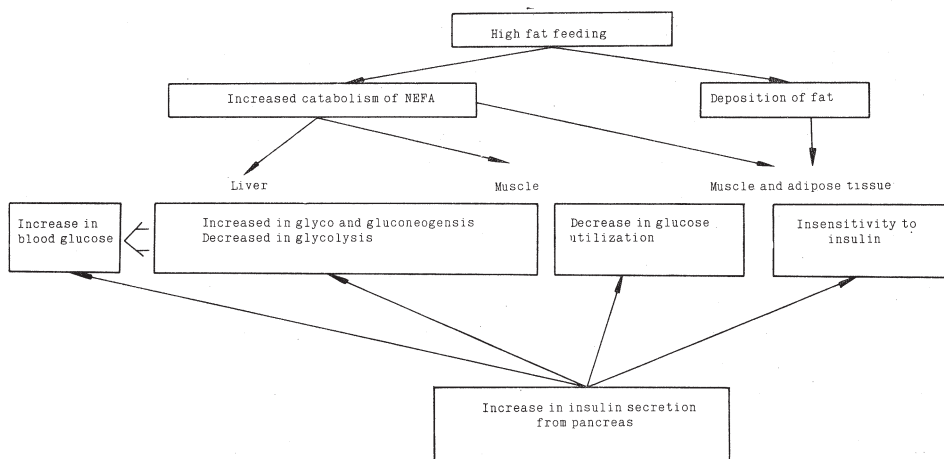 High fat feeding
Increased catabolism of NEFA
Deposition of fat
Liver
Muscle
Muscle and adipose tissue
Increase in
blood glucose
Increased in glyco and gluconeogensis
Decreased in glycolysis
Decrease in glucose
utilization
Insensitivity to
insulin
Increase in insulin secretion
from pancreas